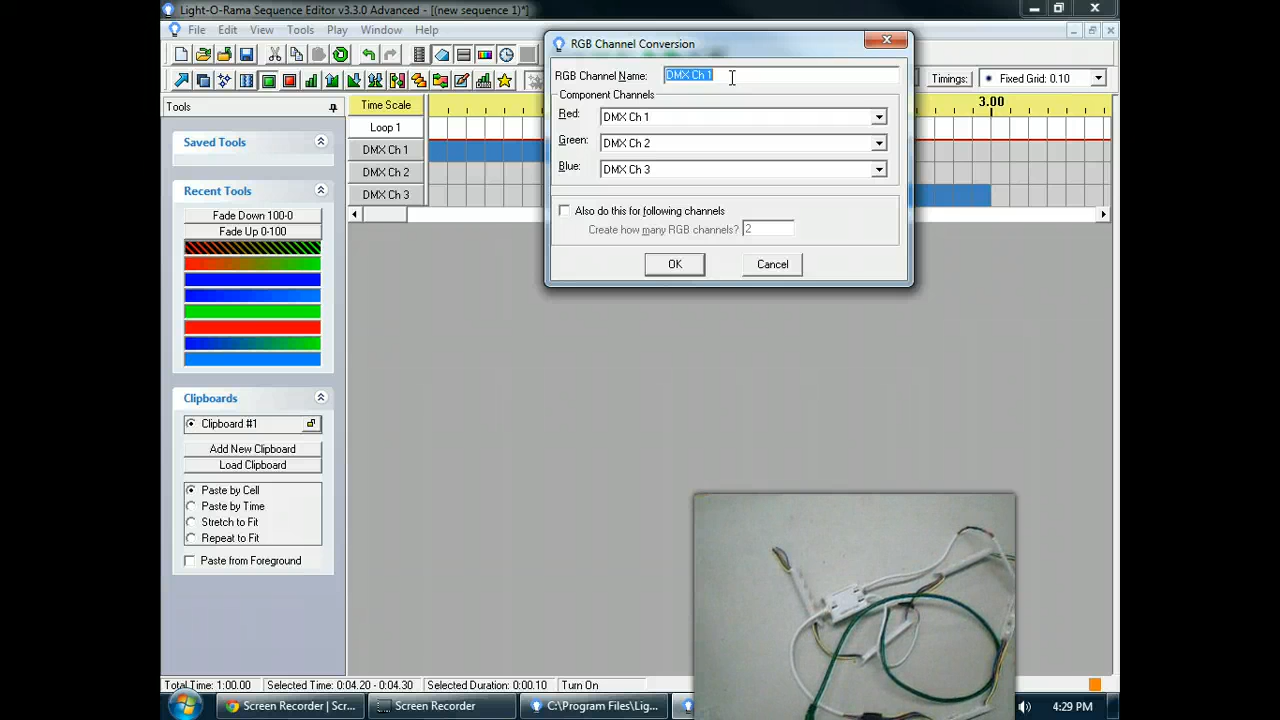 Light-O-Rama Sequence Editor v3.3.0 Advanced - [(new sequence 1)*]
File Edit View Tools Play Window Help
RGB Channel Conversion
RGB Channel Name: DMX Ch 1
Component Channels
Red: DMX Ch 1
Green: DMX Ch 2
Blue: DMX Ch 3
Also do this for following channels
Create how many RGB channels? 2
OK Cancel
Timings: Fixed Grid: 0.10
Tools
Time Scale
3.00
Loop 1
DMX Ch 1
DMX Ch 2
DMX Ch 3
Saved Tools
Recent Tools
Fade Down 100-0
Fade Up 0-100
Clipboards
Clipboard #1
Add New Clipboard
Load Clipboard
Paste by Cell
Paste by Time
Stretch to Fit
Repeat to Fit
Paste from Foreground
Total Time: 1:00.00 Selected Time: 0:04.20 - 0:04.30 Selected Duration: 0:00.10 Turn On
Screen Recorder | Scr... Screen Recorder C:\Program Files\Lig... 4:29 PM